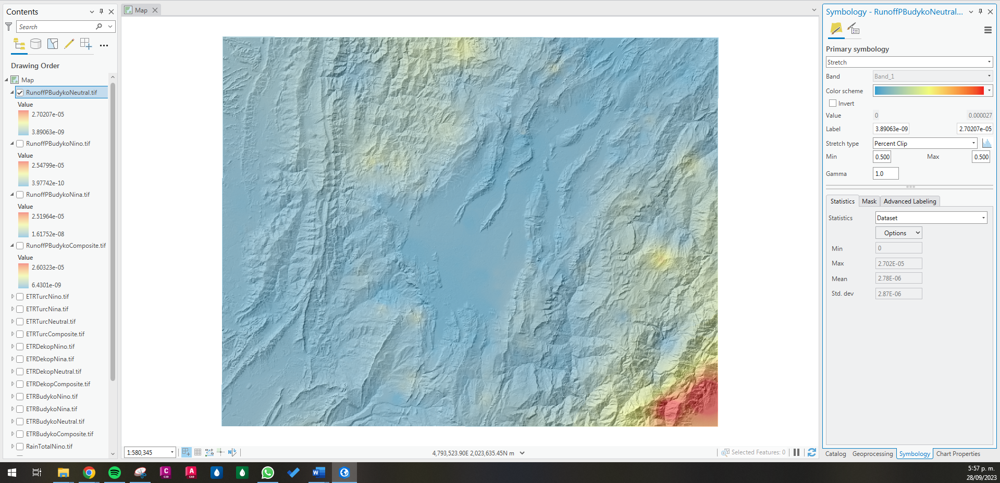 Contents
Search
Drawing Order
Map
RunoffPBudykoNeutral.tif
Value
2.70207e-05
3.89063e-09
RunoffPBudykoNino.tif
Value
2.54799e-05
3.97742e-10
RunoffPBudykoNina.tif
Value
2.51964e-05
1.61752e-08
RunoffPBudykoComposite.tif
Value
2.60323e-05
6.4301e-09
ETRTurcNino.tif
ETRTurcNina.tif
ETRTurcNeutral.tif
ETRTurcComposite.tif
ETRDekopNino.tif
ETRDekopNina.tif
ETRDekopNeutral.tif
ETRDekopComposite.tif
ETRBudykoNino.tif
ETRBudykoNina.tif
ETRBudykoNeutral.tif
ETRBudykoComposite.tif
RainTotalNino.tif
Map
1:580,345
4,793,523.90E 2,023,635.45N m
Selected Features: 0
Symbology - RunoffPBudykoNeutral...
Primary symbology
Stretch
Band Band_1
Color scheme
Invert
Value 0 0.000027
Label 3.89063e-09 2.70207e-05
Stretch type Percent Clip
Min 0.500 Max 0.500
Gamma 1.0
Statistics Mask Advanced Labeling
Statistics Dataset
Options
Min 0
Max 2.702E-05
Mean 2.78E-06
Std. dev 2.87E-06
Catalog Geoprocessing Symbology Chart Properties
C
C3D
A
CAD
W
5:57 p. m.
28/09/2023